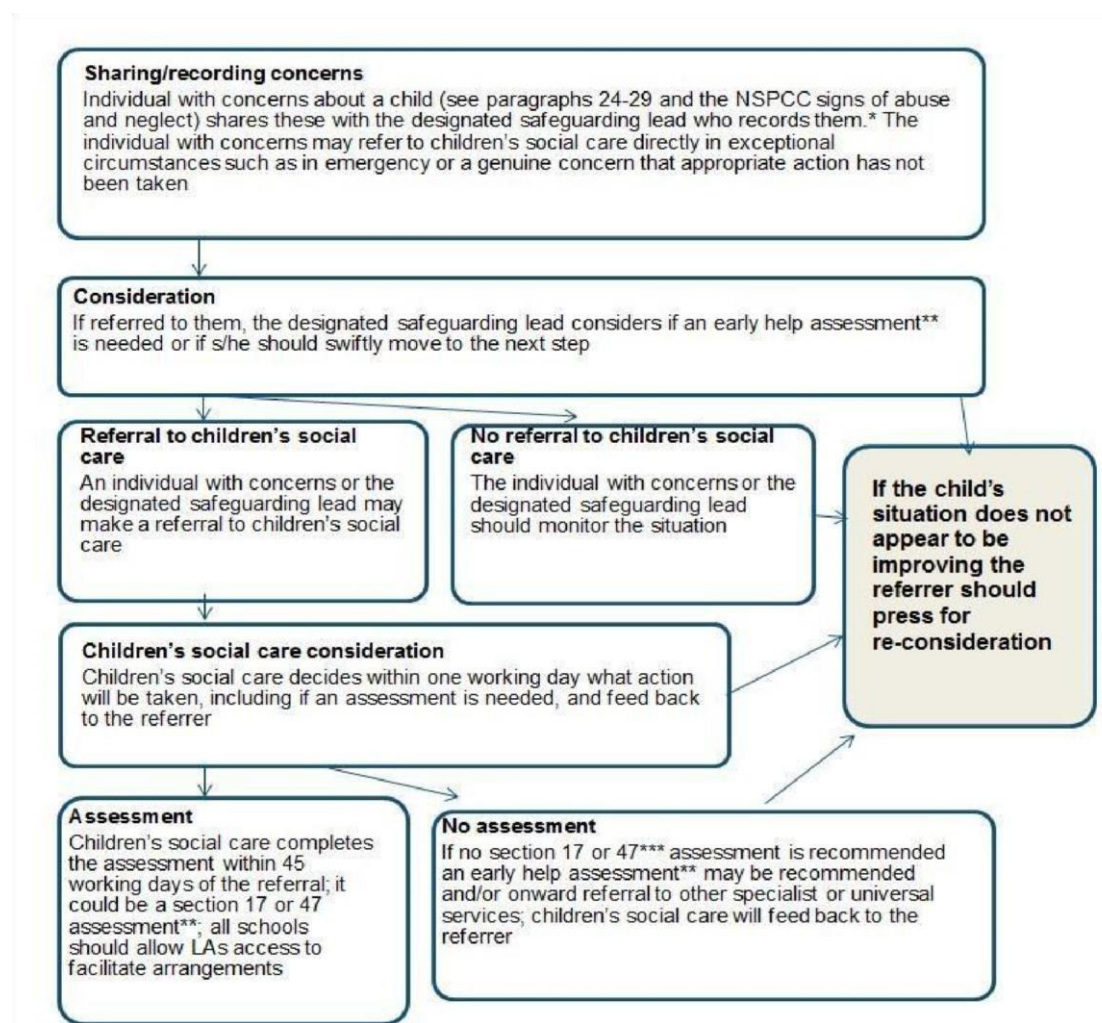 Sharing/recording concerns
Individual with concerns about a child (see paragraphs 24-29 and the NSPCC signs of abuse
and neglect) shares these with the designated safeguarding lead who records them.* The
individual with concerns may refer to children's social care directly in exceptional
circumstances such as in emergency or a genuine concern that appropriate action has not
been taken
Consideration
If referred to them, the designated safeguarding lead considers if an early help assessment**
is needed or if s/he should swiftly move to the next step
Referral to children's social
care
An individual with concerns or the
designated safeguarding lead may
make a referral to children's social
care
No referral to children's social
care
The individual with concerns or the
designated safeguarding lead
should monitor the situation
If the child's
situation does not
appear to be
improving the
referrer should
press for
re-consideration
Children's social care consideration
Children's social care decides within one working day what action
will be taken, including if an assessment is needed, and feed back
to the referrer
Assessment
Children's social care completes
the assessment within 45
working days of the referral; it
could be a section 17 or 47
assessment**; all schools
should allow LAs access to
facilitate arrangements
No assessment
If no section 17 or 47*** assessment is recommended
an early help assessment** may be recommended
and/or onward referral to other specialist or universal
services; children's social care will feed back to the
referrer